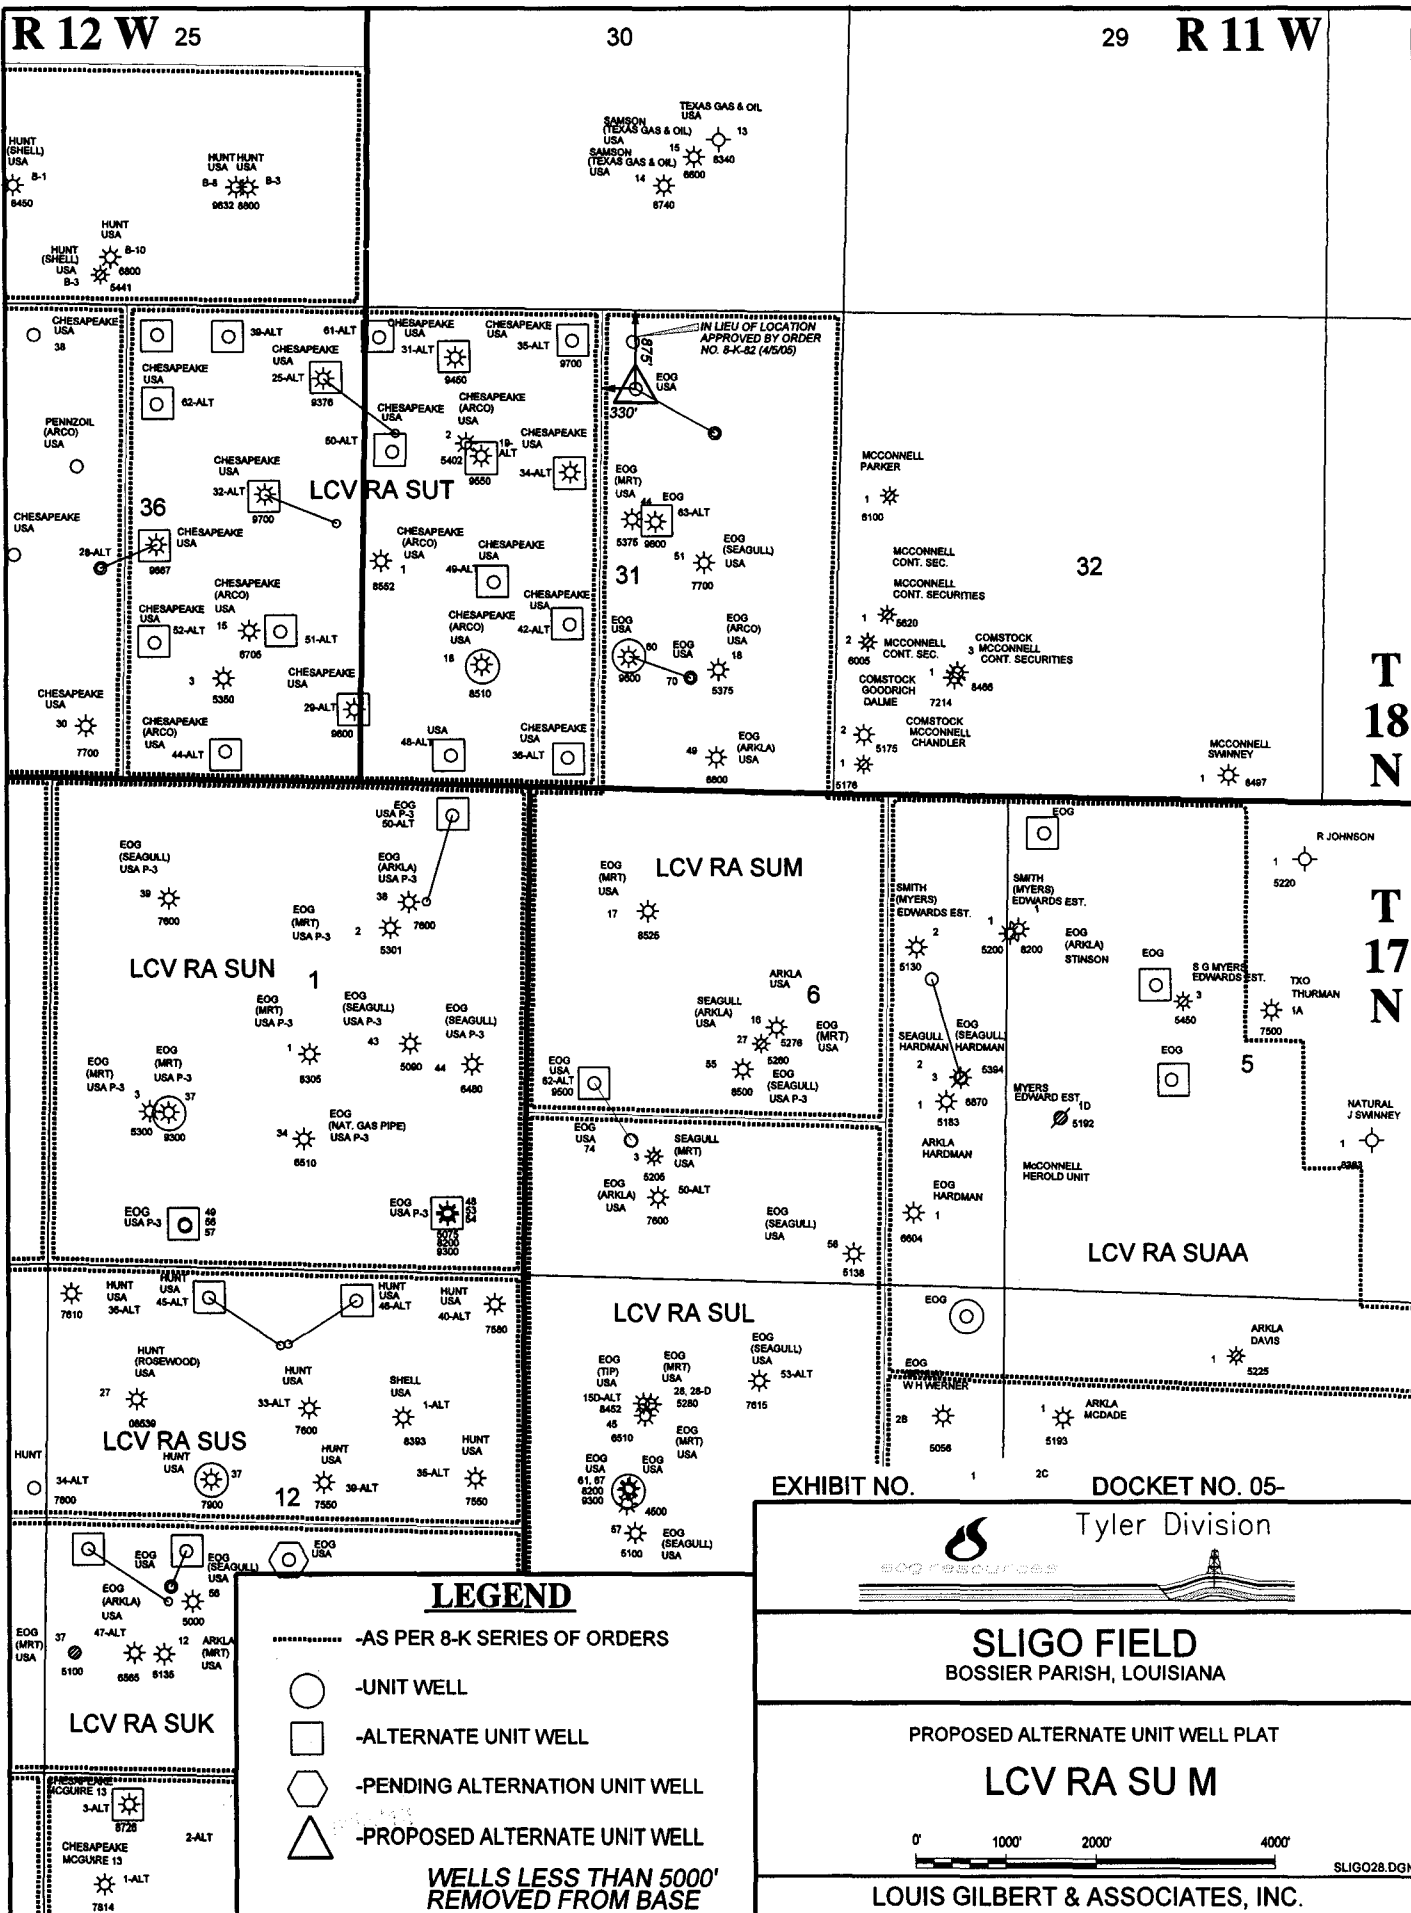 R 12 W 25
30
29 R 11 W
TEXAS GAS & OIL
USA
13
8340
SAMSON
(TEXAS GAS & OIL)
USA
15
6600
SAMSON
(TEXAS GAS & OIL)
USA
14
6740
HUNT
(SHELL)
USA
B-1
HUNT HUNT
USA USA
B-3
HUNT
USA
B-10
6800
HUNT
(SHELL)
USA
B-3
5441
CHESAPEAKE
USA
38
39-ALT
61-ALT
CHESAPEAKE
USA
31-ALT
9450
CHESAPEAKE
USA
35-ALT
9700
IN LIEU OF LOCATION
APPROVED BY ORDER
NO. 8-K-82 (4/5/05)
875'
330'
EOG
USA
CHESAPEAKE
USA
25-ALT
9376
CHESAPEAKE
USA
62-ALT
PENNZOIL
(ARCO)
USA
CHESAPEAKE
USA
50-ALT
CHESAPEAKE
(ARCO)
USA
2
5402
19-
ALT
9550
CHESAPEAKE
USA
34-ALT
CHESAPEAKE
USA
32-ALT
9700
LCV RA SUT
36
EOG
(MRT)
USA
44
5375
EOG
63-ALT
9800
MCCONNELL
PARKER
1
6100
CHESAPEAKE
USA
CHESAPEAKE
USA
28-ALT
CHESAPEAKE
(ARCO)
USA
1
8552
CHESAPEAKE
USA
49-ALT
31
51
EOG
(SEAGULL)
USA
7700
32
MCCONNELL
CONT. SEC.
MCCONNELL
CONT. SECURITIES
1
5620
2
6005
MCCONNELL
CONT. SEC.
COMSTOCK
3 MCCONNELL
CONT. SECURITIES
1
COMSTOCK
GOODRICH
DALME
7214
CHESAPEAKE
(ARCO)
USA
15
6705
51-ALT
CHESAPEAKE
USA
52-ALT
CHESAPEAKE
(ARCO)
USA
16
8510
CHESAPEAKE
USA
42-ALT
EOG
USA
60
9600
EOG
USA
70
EOG
(ARCO)
USA
18
5375
T
18
N
3
5350
CHESAPEAKE
USA
29-ALT
9600
CHESAPEAKE
USA
30
7700
CHESAPEAKE
(ARCO)
USA
44-ALT
USA
48-ALT
CHESAPEAKE
USA
36-ALT
EOG
(ARKLA)
USA
49
6800
COMSTOCK
MCCONNELL
CHANDLER
2
5175
1
5176
MCCONNELL
SWINNEY
1
6497
EOG
USA P-3
50-ALT
EOG
(SEAGULL)
USA P-3
39
7600
EOG
(ARKLA)
USA P-3
38
7600
EOG
(MRT)
USA P-3
2
5301
LCV RA SUN
1
LCV RA SUM
EOG
(MRT)
USA
17
8525
6
EOG
R JOHNSON
1
5220
SMITH
(MYERS)
EDWARDS EST.
2
5130
SMITH
(MYERS)
EDWARDS EST.
1
5200
1
8200
EOG
(ARKLA)
STINSON
EOG
S G MYERS
EDWARDS EST.
3
5450
TXO
THURMAN
1A
7500
T
17
N
EOG
(MRT)
USA P-3
1
EOG
(SEAGULL)
USA P-3
43
5090
EOG
(SEAGULL)
USA P-3
44
6480
ARKLA
USA
16
5276
SEAGULL
(ARKLA)
USA
27
5260
EOG
(MRT)
USA
55
8500
EOG
(SEAGULL)
USA P-3
EOG
USA
62-ALT
9500
SEAGULL
HARDMAN
2
EOG
(SEAGULL)
HARDMAN
5394
3
6870
1
5183
ARKLA
HARDMAN
EOG
5
MYERS
EDWARD EST.
1D
5192
NATURAL
J SWINNEY
1
EOG
(MRT)
USA P-3
3
5300
EOG
(MRT)
USA P-3
37
9300
34
EOG
(NAT. GAS PIPE)
USA P-3
6510
EOG
USA
74
SEAGULL
(MRT)
USA
3
5205
EOG
(ARKLA)
USA
50-ALT
7600
McCONNELL
HEROLD UNIT
EOG
HARDMAN
1
6604
EOG
USA P-3
49
56
57
EOG
USA P-3
48
53
54
5075
8200
9300
EOG
(SEAGULL)
USA
56
5138
LCV RA SUAA
7610
HUNT
USA
36-ALT
HUNT
USA
45-ALT
HUNT
USA
46-ALT
HUNT
USA
40-ALT
7580
LCV RA SUL
EOG
ARKLA
DAVIS
1
5225
HUNT
(ROSEWOOD)
USA
27
08539
HUNT
USA
33-ALT
7600
SHELL
USA
1-ALT
8393
EOG
(TIP)
USA
15D-ALT
8452
EOG
(MRT)
USA
28, 28-D
5280
45
6510
EOG
(MRT)
USA
EOG
(SEAGULL)
USA
53-ALT
7615
EOG
W H WERNER
2B
5056
ARKLA
MCDADE
1
5193
LCV RA SUS
HUNT
34-ALT
7800
HUNT
USA
37
7900
12
HUNT
USA
39-ALT
7550
HUNT
USA
35-ALT
7550
EOG
USA
61, 67
8200
9300
EOG
USA
4500
57
5100
EOG
(SEAGULL)
USA
1
2C
EXHIBIT NO.
DOCKET NO. 05-
EOG
USA
EOG
(SEAGULL)
USA
56
5000
EOG
USA
EOG
(ARKLA)
USA
47-ALT
6565
12
5135
ARKLA
(MRT)
USA
EOG
(MRT)
USA
37
5100
LCV RA SUK
CHESAPEAKE
MCGUIRE 13
3-ALT
8726
2-ALT
CHESAPEAKE
MCGUIRE 13
1-ALT
7814
LEGEND
-AS PER 8-K SERIES OF ORDERS
-UNIT WELL
-ALTERNATE UNIT WELL
-PENDING ALTERNATION UNIT WELL
-PROPOSED ALTERNATE UNIT WELL
WELLS LESS THAN 5000'
REMOVED FROM BASE
Tyler Division
eog resources
SLIGO FIELD
BOSSIER PARISH, LOUISIANA
PROPOSED ALTERNATE UNIT WELL PLAT
LCV RA SU M
0' 1000' 2000' 4000'
SLIGO28.DGN
LOUIS GILBERT & ASSOCIATES, INC.